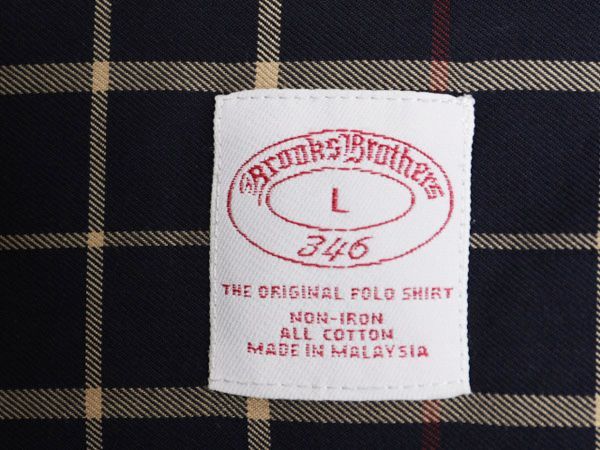 Brooks Brothers
L
346
THE ORIGINAL POLO SHIRT
NON-IRON
ALL COTTON
MADE IN MALAYSIA